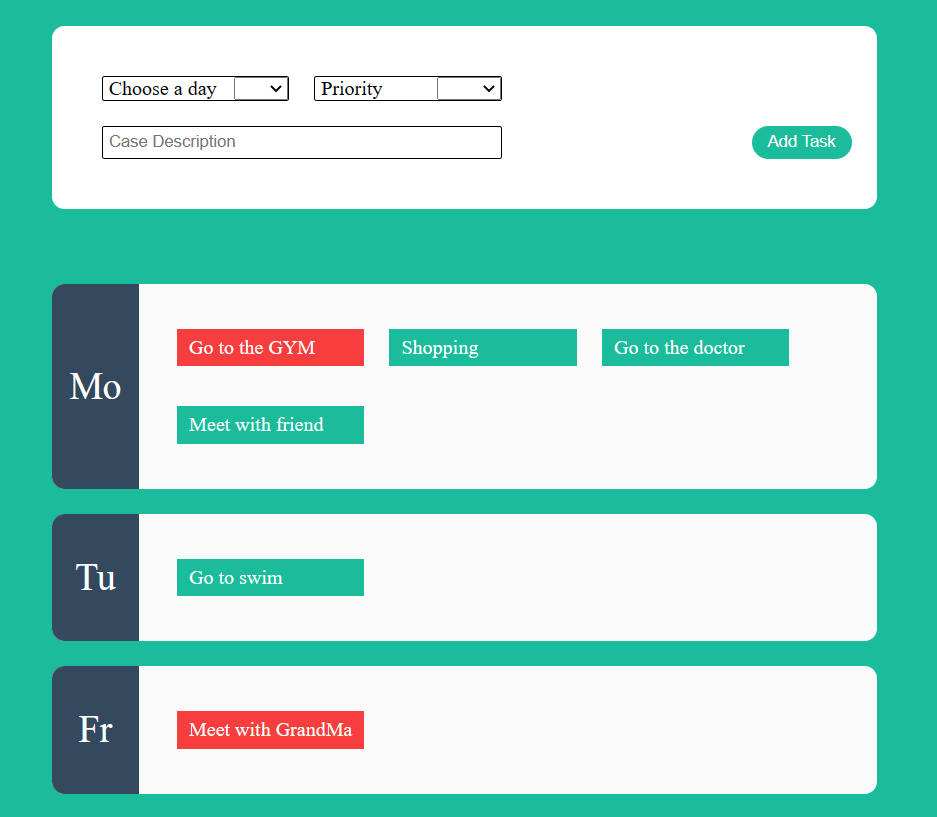 Choose a day
Priority
Case Description
Add Task
Mo
Go to the GYM
Shopping
Go to the doctor
Meet with friend
Tu
Go to swim
Fr
Meet with GrandMa